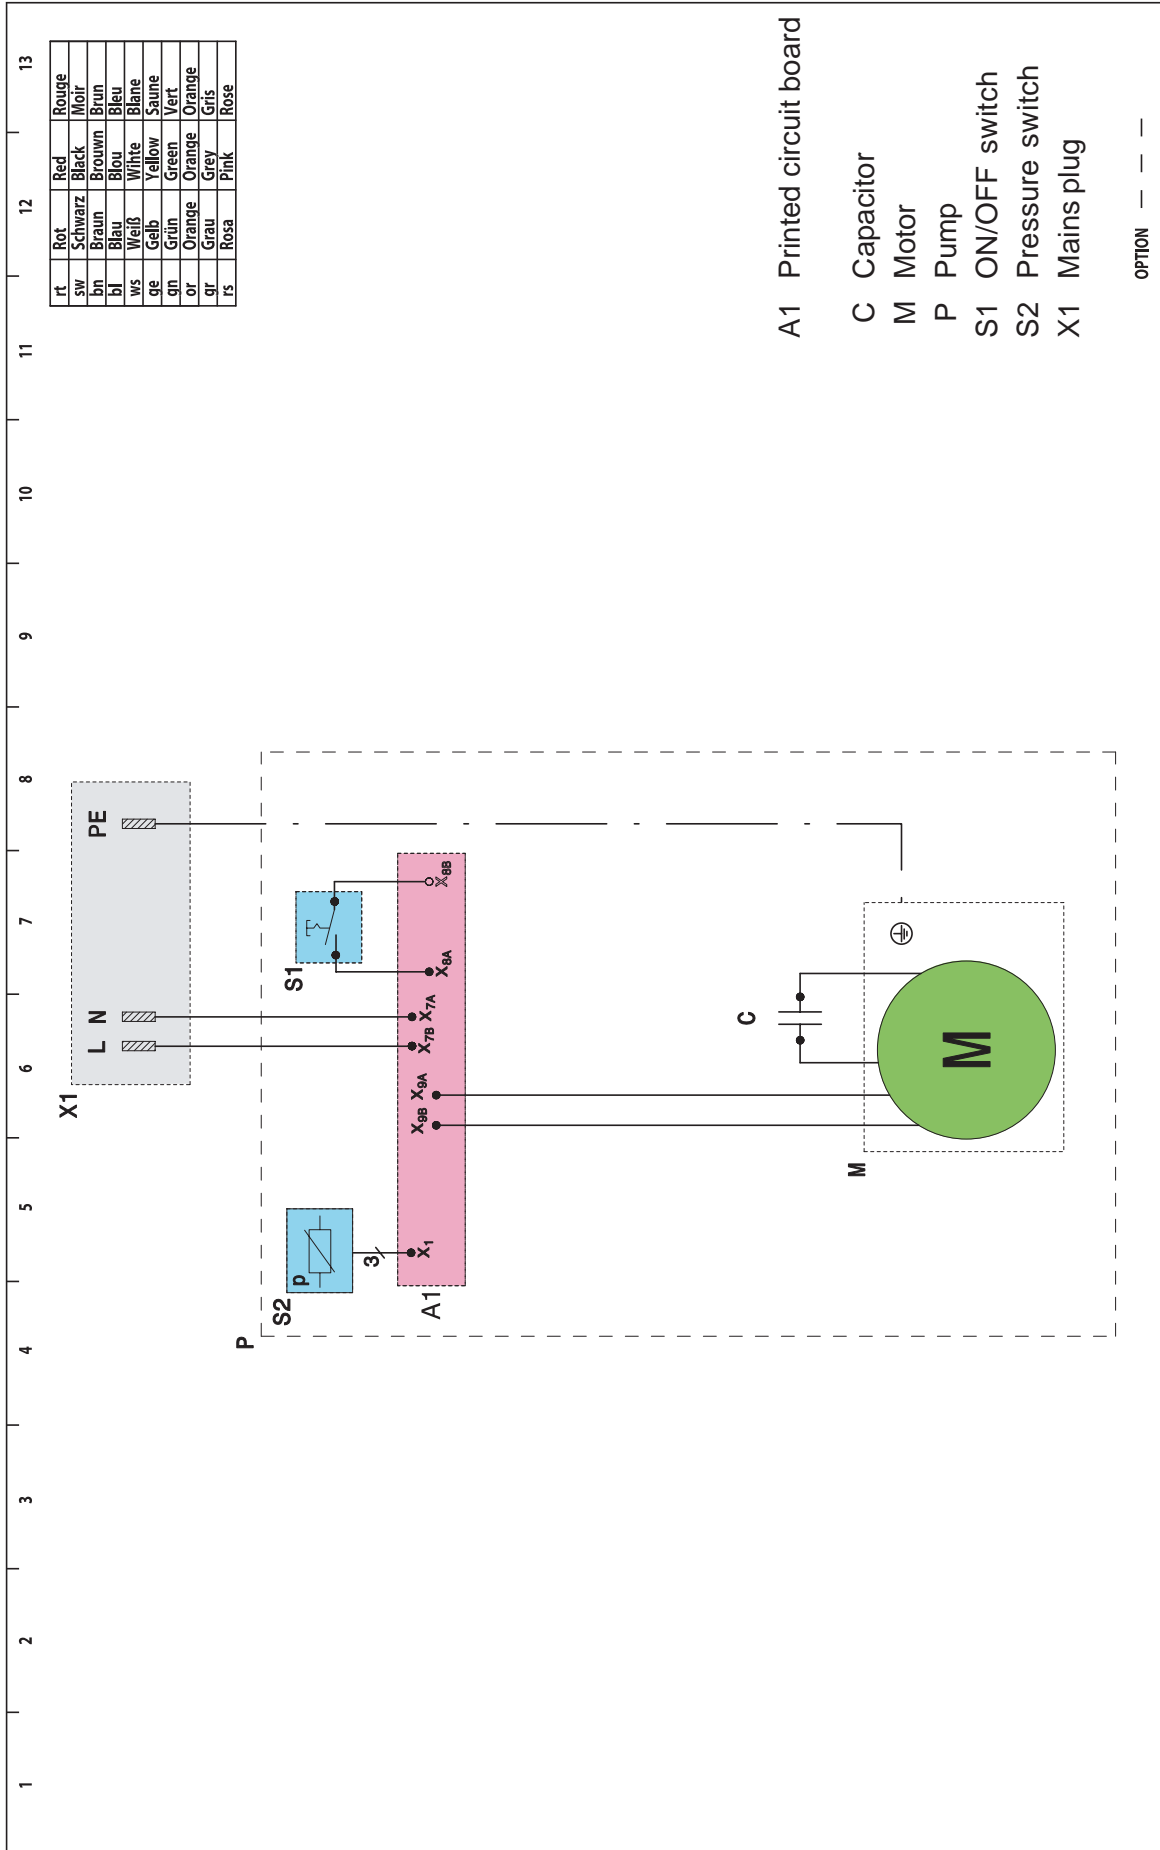 1 2 3 4 5 6 7 8 9 10 11 12 13
rt Rot Red Rouge
sw Schwarz Black Moir
bn Braun Brouwn Brun
bl Blau Blou Bleu
ws Weiß Wihte Blane
ge Gelb Yellow Saune
gn Grün Green Vert
or Orange Orange Orange
gr Grau Grey Gris
rs Rosa Pink Rose
X1
L N PE
P
S2
p
3
S1
A1
X1
X9B X9A
X7B X7A
X8A
X8B
C
M
M
A1 Printed circuit board
C Capacitor
M Motor
P Pump
S1 ON/OFF switch
S2 Pressure switch
X1 Mains plug
OPTION